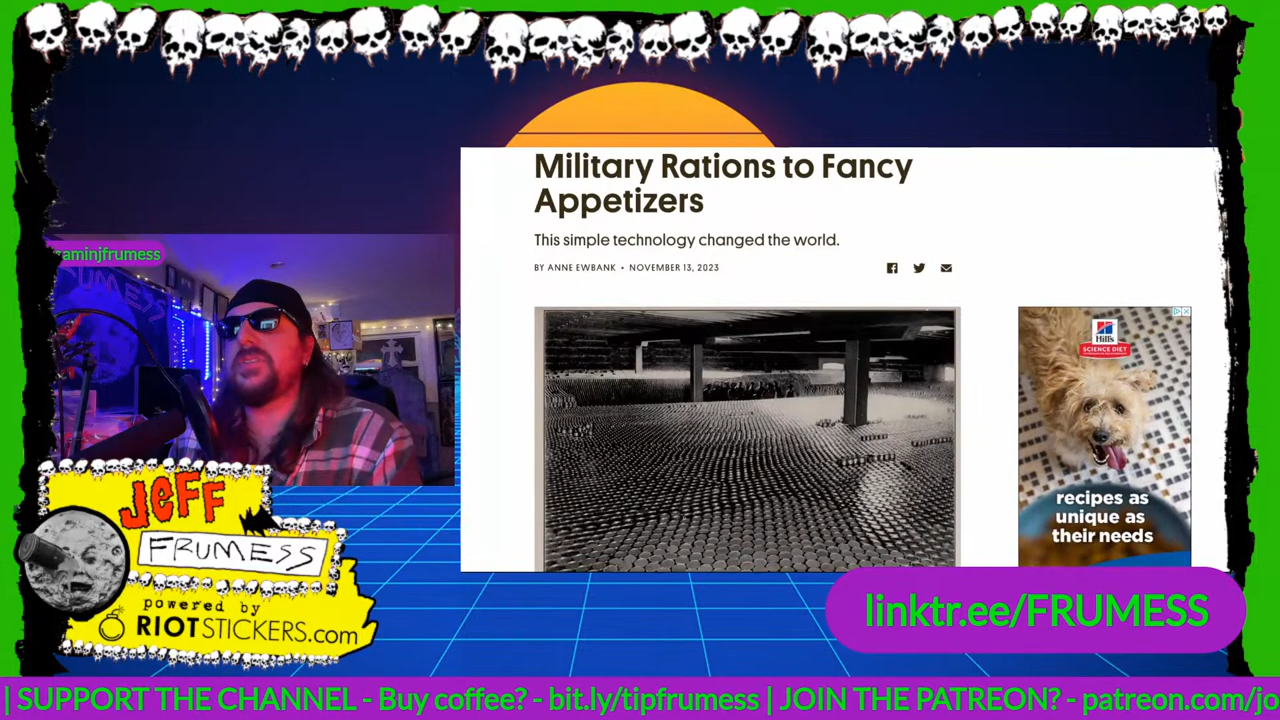 Military Rations to Fancy
Appetizers
This simple technology changed the world.
BY ANNE EWBANK • NOVEMBER 13, 2023
aminjfrumess
FRUMESS
Hill's
SCIENCE DIET
recipes as
unique as
their needs
JEFF
FRUMESS
powered by
RIOTSTICKERS.com
linktr.ee/FRUMESS
| SUPPORT THE CHANNEL - Buy coffee? - bit.ly/tipfrumess | JOIN THE PATREON? - patreon.com/jo